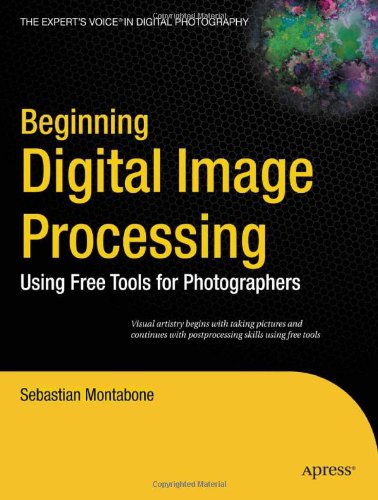 THE EXPERT'S VOICE® IN DIGITAL PHOTOGRAPHY
Beginning
Digital Image
Processing
Using Free Tools for Photographers
Visual artistry begins with taking pictures and
continues with postprocessing skills using free tools
Sebastian Montabone
Apress®